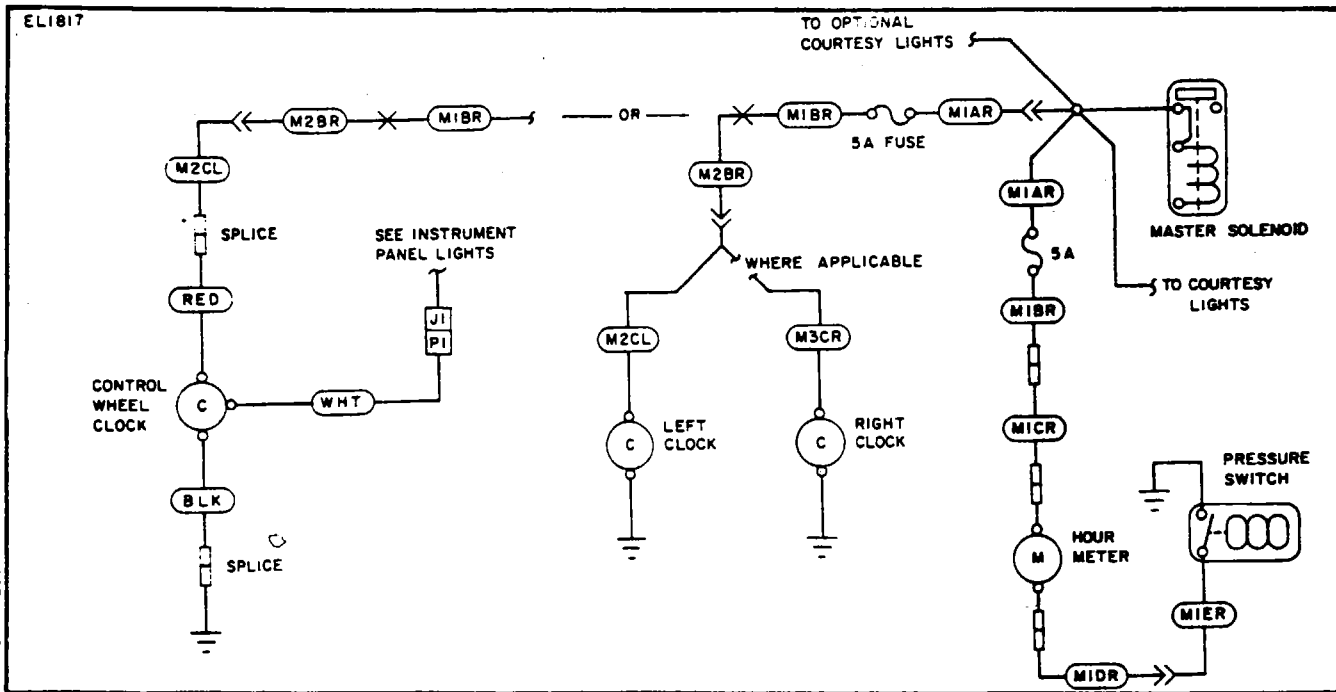 EL1817
TO OPTIONAL
COURTESY LIGHTS
M2BR
M1BR
OR
M1BR
5A FUSE
M1AR
M2CL
M2BR
M1AR
MASTER SOLENOID
SPLICE
SEE INSTRUMENT
PANEL LIGHTS
5A
WHERE APPLICABLE
TO COURTESY
LIGHTS
RED
M1BR
J1
P1
M2CL
M3CR
CONTROL
WHEEL
CLOCK
C
WHT
M1CR
LEFT
CLOCK
C
RIGHT
CLOCK
C
PRESSURE
SWITCH
BLK
HOUR
METER
M
SPLICE
M1ER
M1DR